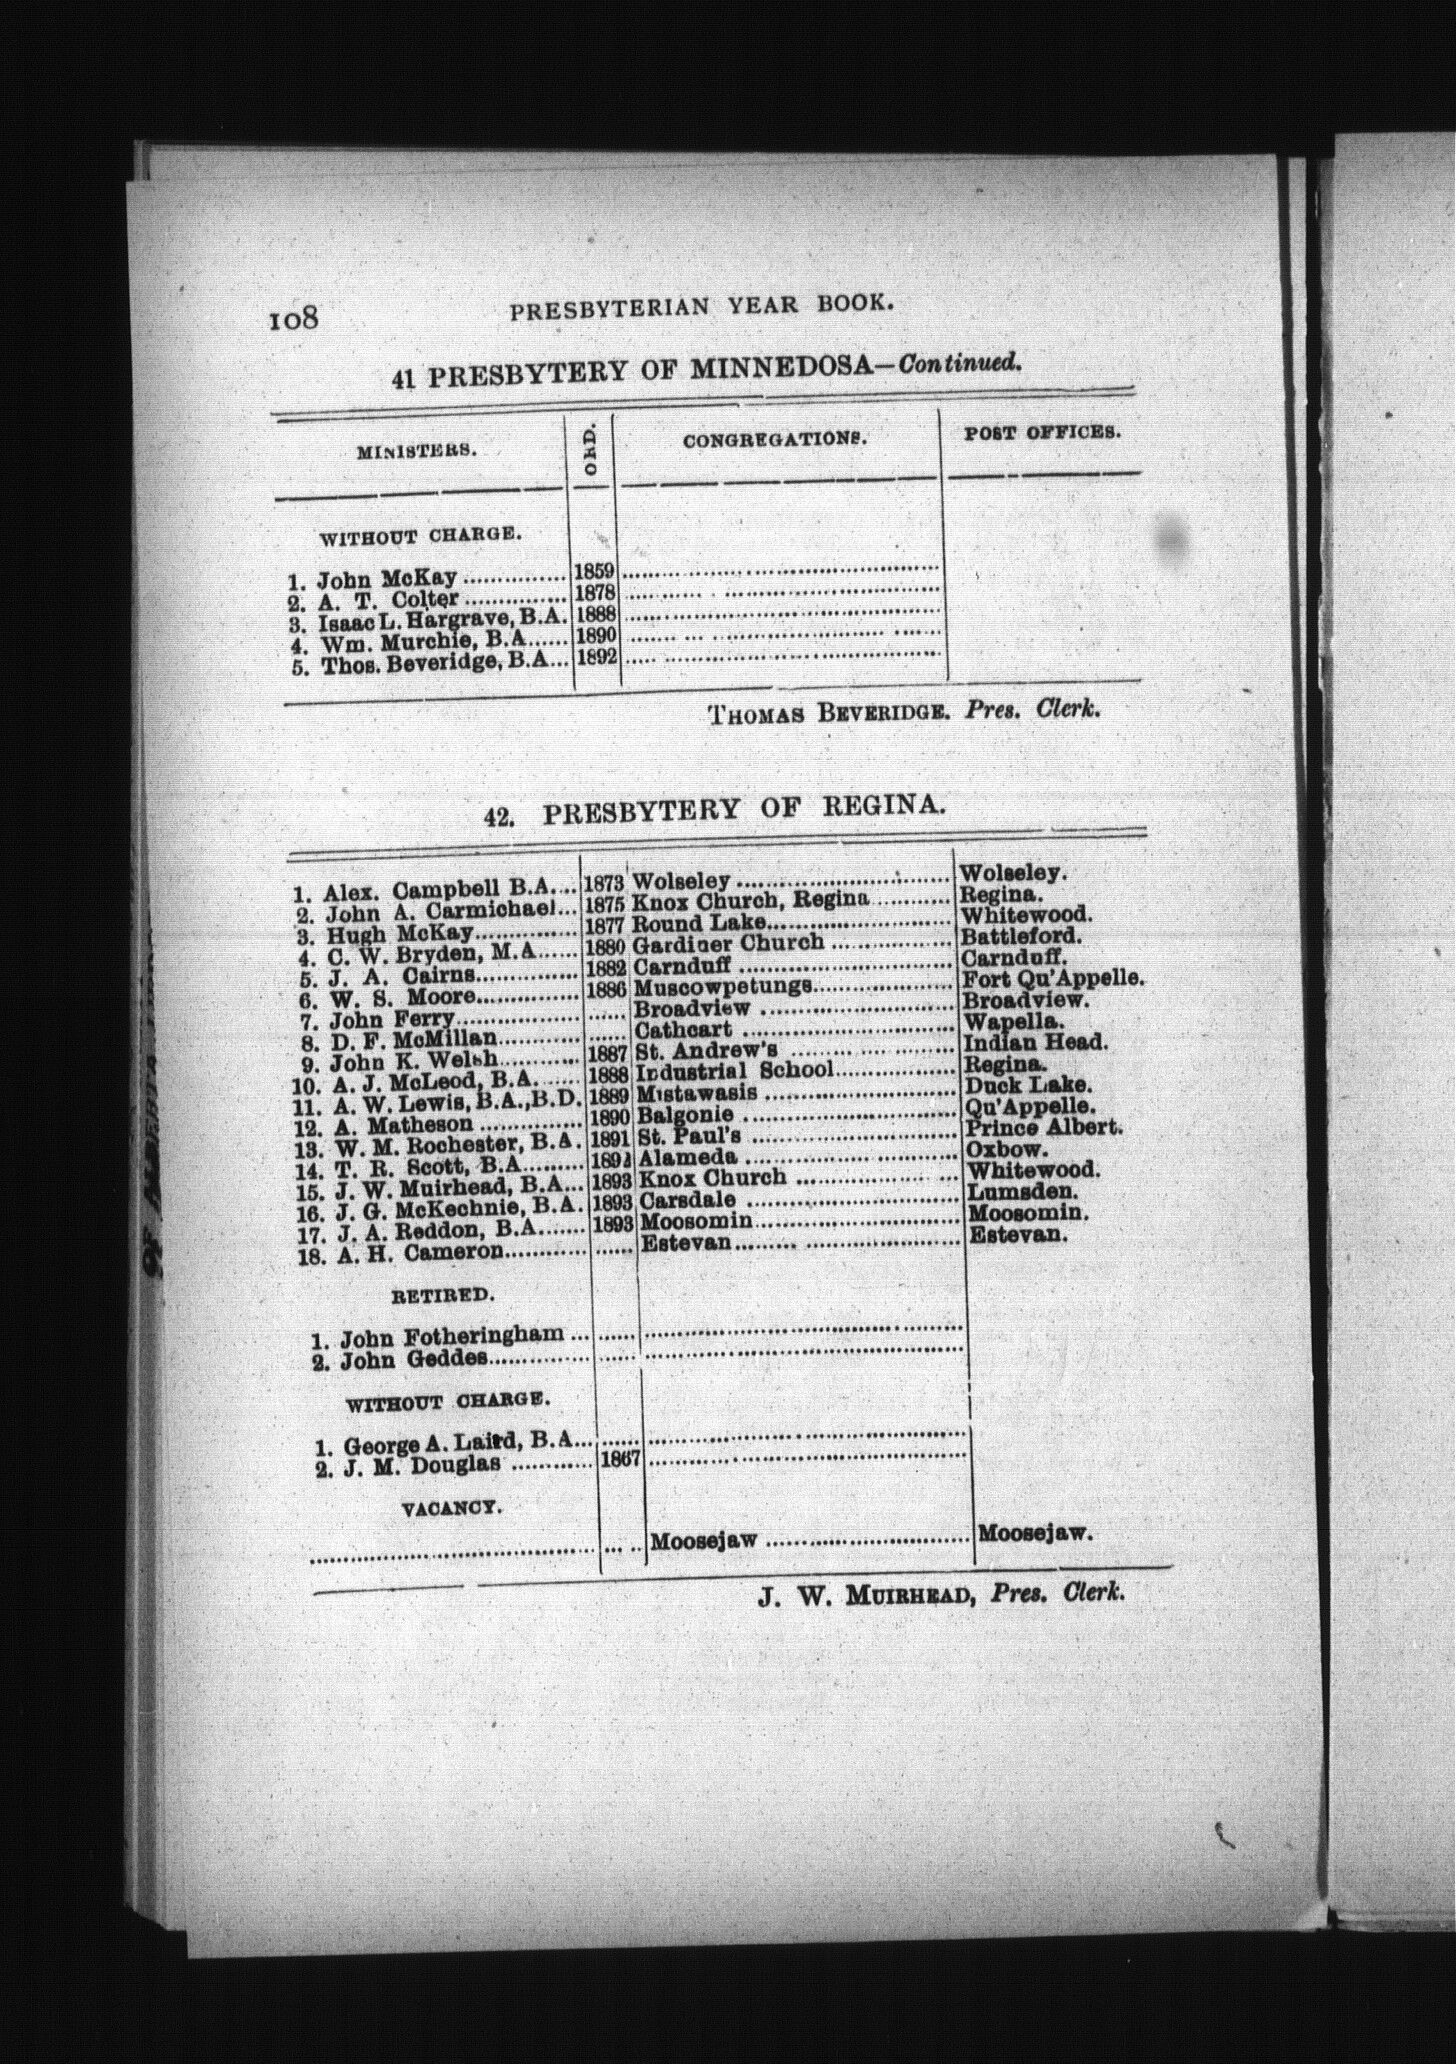 108
PRESBYTERIAN YEAR BOOK.
41 PRESBYTERY OF MINNEDOSA—Continued.
MINISTERS. ORD. CONGREGATIONS. POST OFFICES.
WITHOUT CHARGE.
1. John McKay 1859
2. A. T. Colter 1878
3. Isaac L. Hargrave, B.A. 1888
4. Wm. Murchie, B.A. 1890
5. Thos. Beveridge, B.A. 1892
THOMAS BEVERIDGE. Pres. Clerk.
42. PRESBYTERY OF REGINA.
1. Alex. Campbell B.A. 1873 Wolseley Wolseley.
2. John A. Carmichael 1875 Knox Church, Regina Regina.
3. Hugh McKay 1877 Round Lake Whitewood.
4. C. W. Bryden, M.A. 1880 Gardiner Church Battleford.
5. J. A. Cairns 1882 Carnduff Carnduff.
6. W. S. Moore 1886 Muscowpetungs Fort Qu'Appelle.
7. John Ferry Broadview Broadview.
8. D. F. McMillan Cathcart Wapella.
9. John K. Welsh 1887 St. Andrew's Indian Head.
10. A. J. McLeod, B.A. 1888 Industrial School Regina.
11. A. W. Lewis, B.A., B.D. 1889 Mistawasis Duck Lake.
12. A. Matheson 1890 Balgonie Qu'Appelle.
13. W. M. Rochester, B.A. 1891 St. Paul's Prince Albert.
14. T. R. Scott, B.A. Alameda Oxbow.
15. J. W. Muirhead, B.A. 1893 Knox Church Whitewood.
16. J. G. McKechnie, B.A. 1893 Carsdale Lumsden.
17. J. A. Reddon, B.A. 1893 Moosomin Moosomin.
18. A. H. Cameron Estevan Estevan.
RETIRED.
1. John Fotheringham
2. John Geddes
WITHOUT CHARGE.
1. George A. Laird, B.A.
2. J. M. Douglas 1867
VACANCY.
Moosejaw Moosejaw.
J. W. MUIRHEAD, Pres. Clerk.